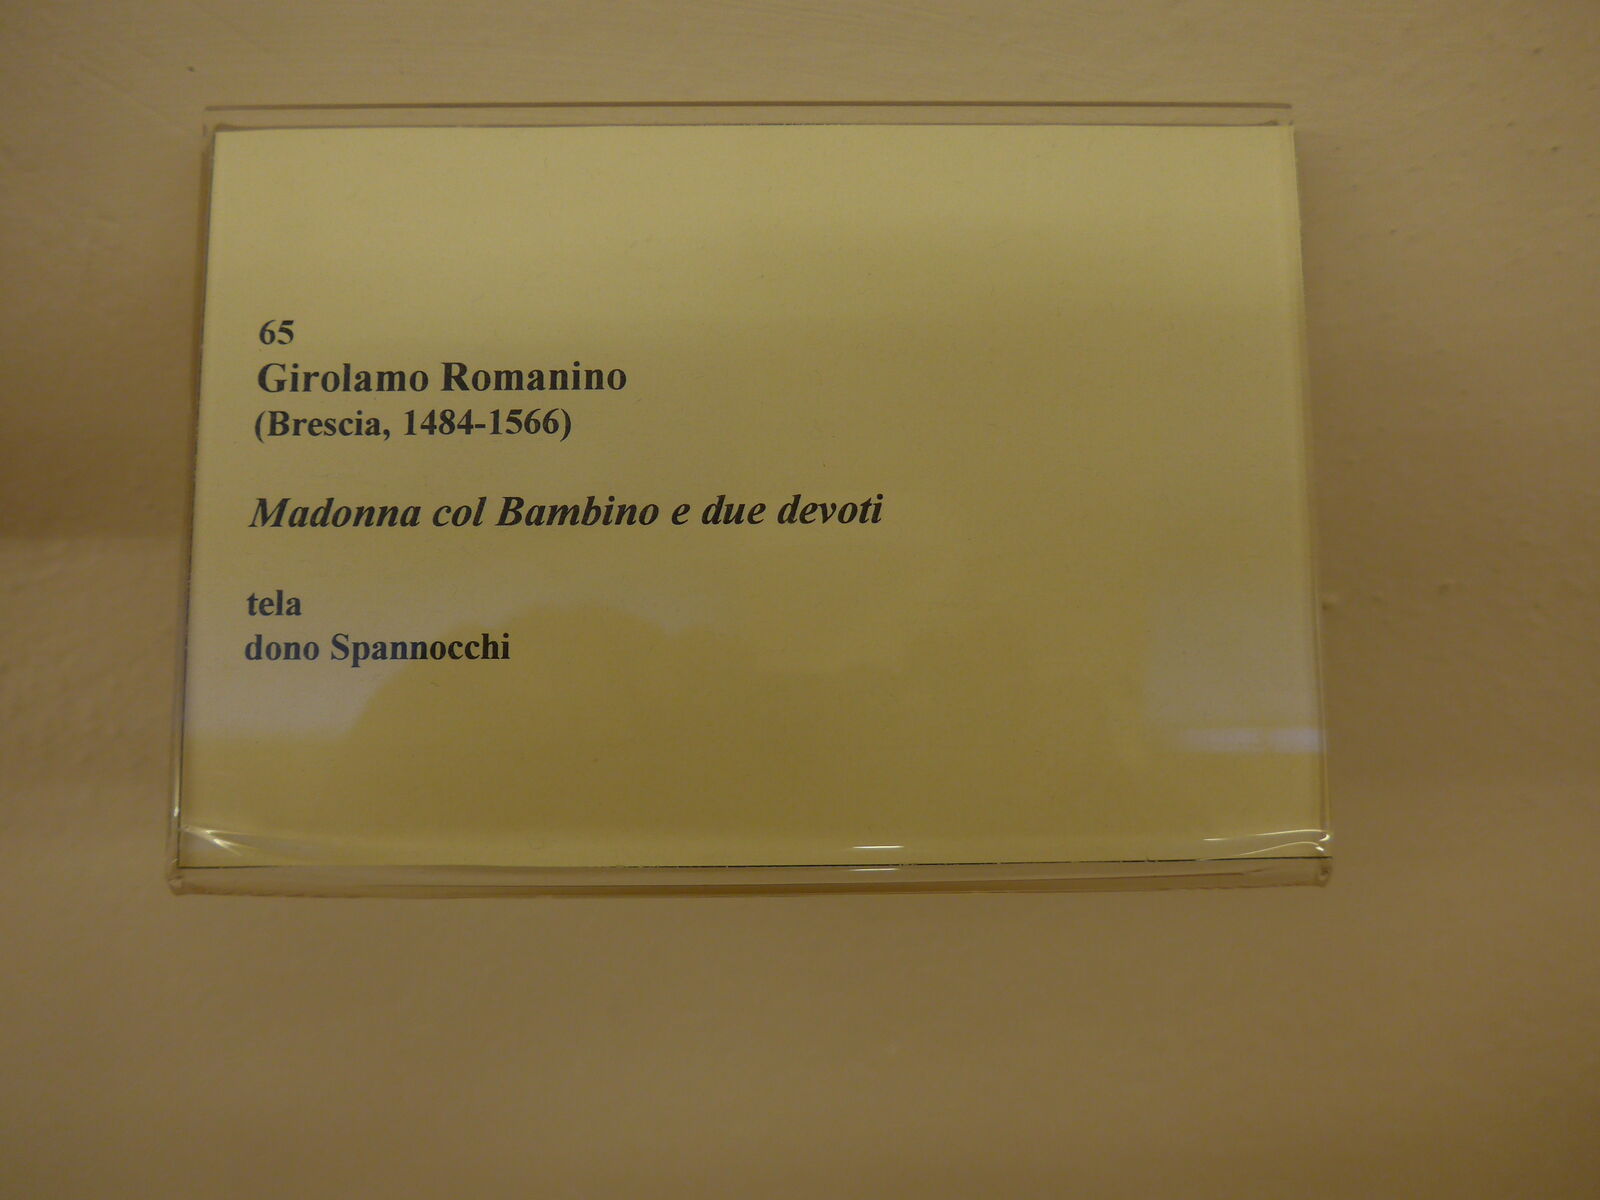 65
Girolamo Romanino
(Brescia, 1484-1566)
Madonna col Bambino e due devoti
tela
dono Spannocchi